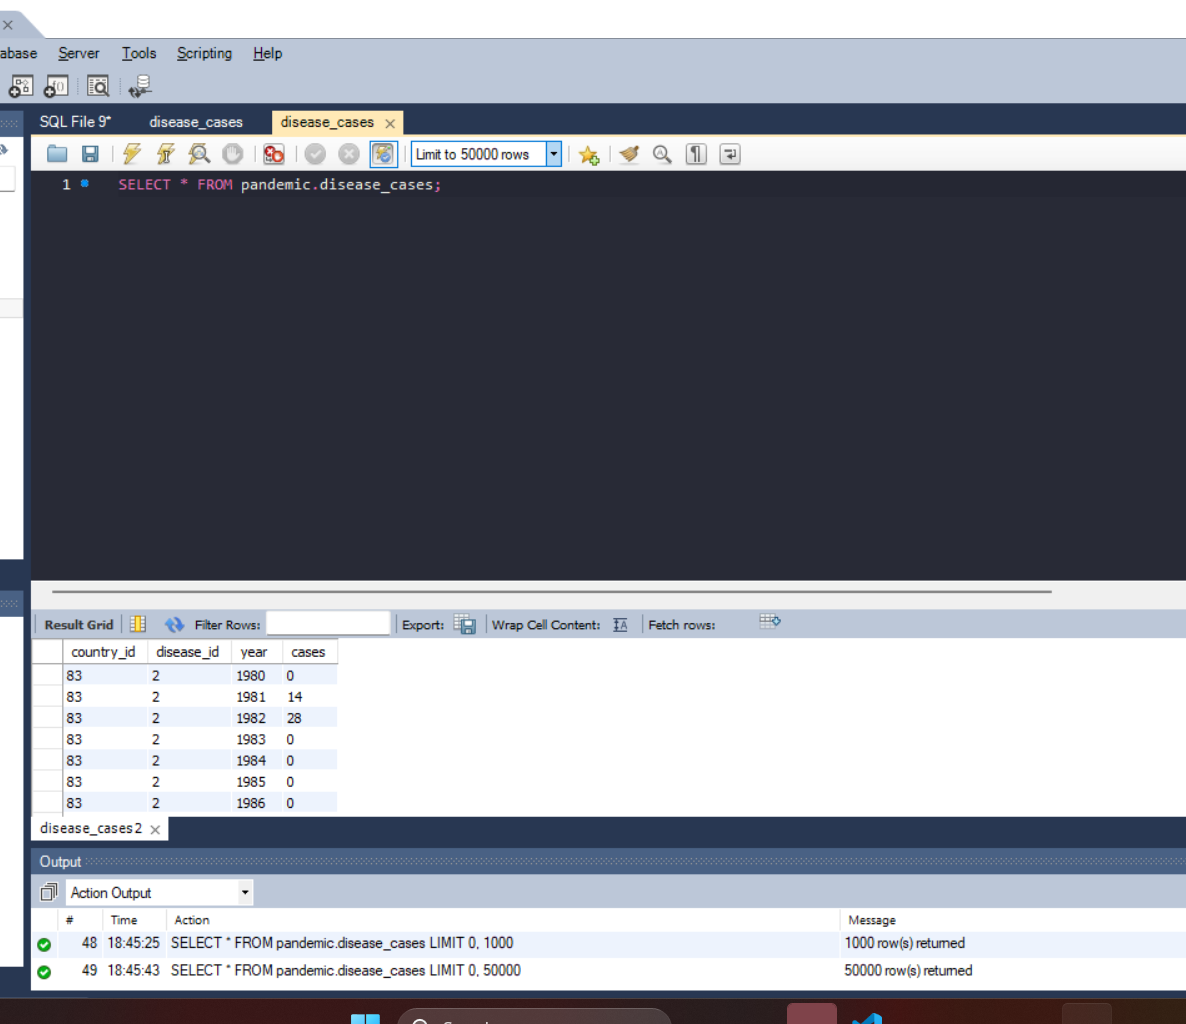 abase Server Tools Scripting Help
SQL File 9* disease_cases disease_cases
Limit to 50000 rows
1 SELECT * FROM pandemic.disease_cases;
Result Grid Filter Rows: Export: Wrap Cell Content: Fetch rows:
country_id disease_id year cases
83 2 1980 0
83 2 1981 14
83 2 1982 28
83 2 1983 0
83 2 1984 0
83 2 1985 0
83 2 1986 0
disease_cases2
Output
Action Output
# Time Action Message
48 18:45:25 SELECT * FROM pandemic.disease_cases LIMIT 0, 1000 1000 row(s) returned
49 18:45:43 SELECT * FROM pandemic.disease_cases LIMIT 0, 50000 50000 row(s) returned